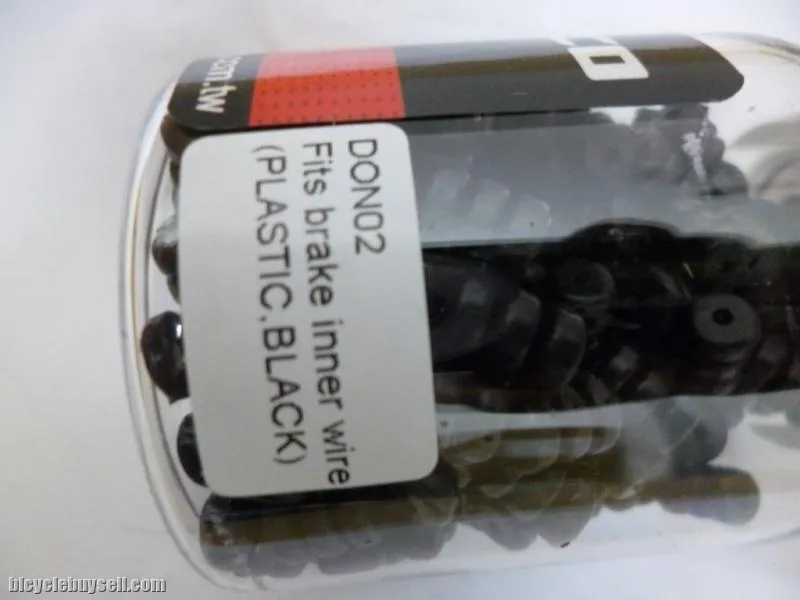 DON02
Fits brake inner wire
(PLASTIC.BLACK)
bicyclebuysell.com